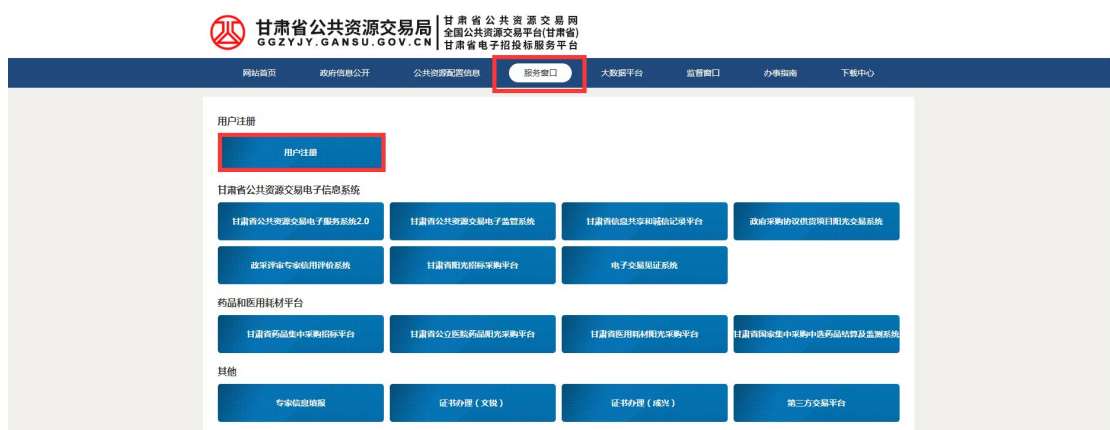 甘肃省公共资源交易局
GGZYJY.GANSU.GOV.CN
甘肃省公共资源交易网
全国公共资源交易平台(甘肃省)
甘肃省电子招投标服务平台
网站首页 政府信息公开 公共资源配置信息 服务窗口 大数据平台 监督窗口 办事指南 下载中心
用户注册
用户注册
甘肃省公共资源交易电子信息系统
甘肃省公共资源交易电子服务系统2.0 甘肃省公共资源交易电子监管系统 甘肃省信息共享和诚信记录平台 政府采购协议供货项目阳光交易系统
政采评审专家信用评价系统 甘肃省阳光招标采购平台 电子交易见证系统
药品和医用耗材平台
甘肃省药品集中采购招标平台 甘肃省公立医院药品阳光采购平台 甘肃省医用耗材阳光采购平台 甘肃省国家集中采购中选药品结算及监测系统
其他
专家信息填报 证书办理（文锐） 证书办理（成兴） 第三方交易平台